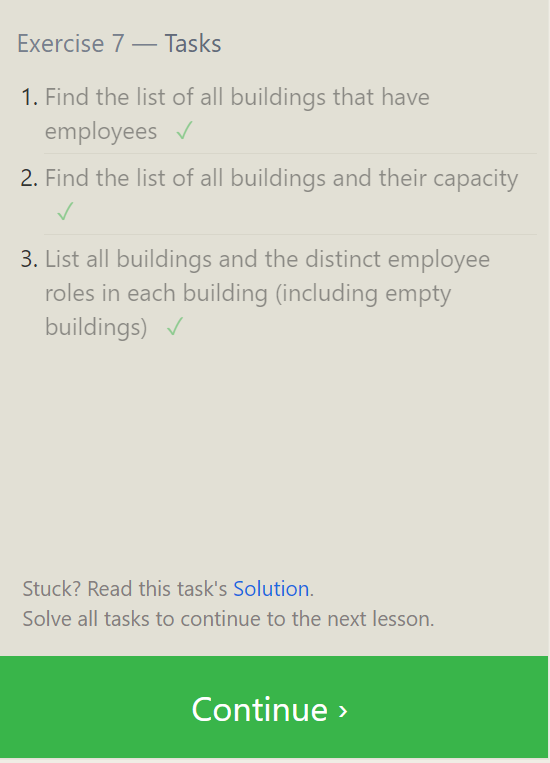 Exercise 7 — Tasks
1. Find the list of all buildings that have
employees ✓
2. Find the list of all buildings and their capacity
✓
3. List all buildings and the distinct employee
roles in each building (including empty
buildings) ✓
Stuck? Read this task's Solution.
Solve all tasks to continue to the next lesson.
Continue ›